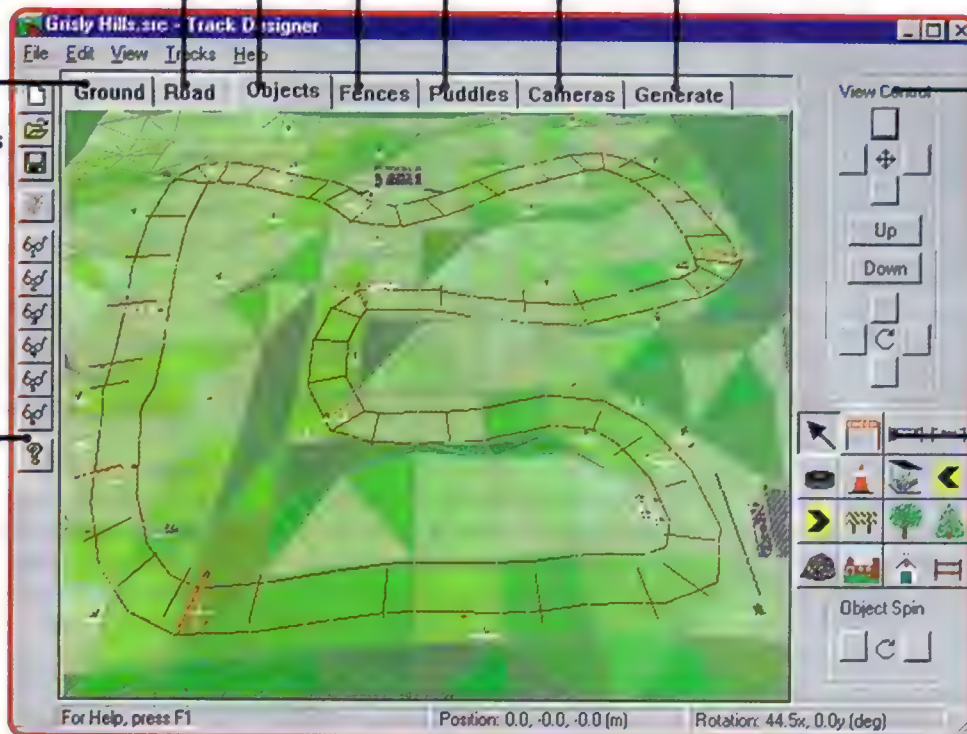 Grisly Hills.src - Track Designer
File Edit View Tracks Help
Ground Road Objects Fences Puddles Cameras Generate
View Control
Up
Down
Object Spin
For Help, press F1
Position: 0.0, -0.0, -0.0 (m)
Rotation: 44.5x, 0.0y (deg)